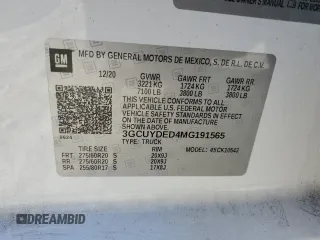 GM
MFD BY GENERAL MOTORS DE MEXICO, S. DE R.L. DE C.V.
12/20 GVWR GAWR FRT GAWR RR
3221 KG 1724 KG 1724 KG
7100 LB 3800 LB 3800 LB
THIS VEHICLE CONFORMS TO ALL APPLICABLE
U.S. FEDERAL MOTOR VEHICLE SAFETY
STANDARDS IN EFFECT ON THE DATE OF
MANUFACTURE SHOWN ABOVE.
3GCUYDED4MG191565
TYPE: TRUCK
TIRE SIZE RIM MODEL:
FRT 275/60R20 S 20X9J
RR 275/60R20 S 20X9J
SPA 255/80R17 S 17X8J